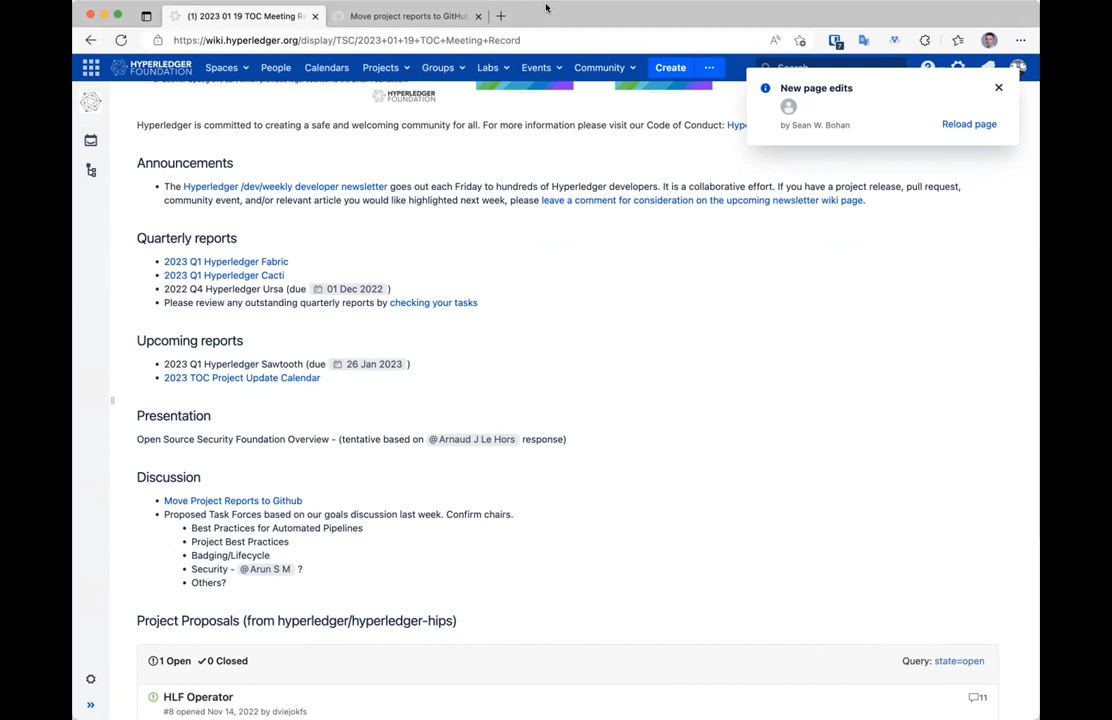 (1) 2023 01 19 TOC Meeting R
Move project reports to GitHu
https://wiki.hyperledger.org/display/TSC/2023+01+19+TOC+Meeting+Record
HYPERLEDGER FOUNDATION Spaces People Calendars Projects Groups Labs Events Community Create ... Search
New page edits
by Sean W. Bohan Reload page
HYPERLEDGER FOUNDATION
Hyperledger is committed to creating a safe and welcoming community for all. For more information please visit our Code of Conduct: Hype
Announcements
• The Hyperledger /dev/weekly developer newsletter goes out each Friday to hundreds of Hyperledger developers. It is a collaborative effort. If you have a project release, pull request,
community event, and/or relevant article you would like highlighted next week, please leave a comment for consideration on the upcoming newsletter wiki page.
Quarterly reports
• 2023 Q1 Hyperledger Fabric
• 2023 Q1 Hyperledger Cacti
• 2022 Q4 Hyperledger Ursa (due 01 Dec 2022 )
• Please review any outstanding quarterly reports by checking your tasks
Upcoming reports
• 2023 Q1 Hyperledger Sawtooth (due 26 Jan 2023 )
• 2023 TOC Project Update Calendar
Presentation
Open Source Security Foundation Overview - (tentative based on @Arnaud J Le Hors response)
Discussion
• Move Project Reports to Github
• Proposed Task Forces based on our goals discussion last week. Confirm chairs.
• Best Practices for Automated Pipelines
• Project Best Practices
• Badging/Lifecycle
• Security - @Arun S M ?
• Others?
Project Proposals (from hyperledger/hyperledger-hips)
1 Open ✓0 Closed Query: state=open
HLF Operator 11
#8 opened Nov 14, 2022 by dviejokfs